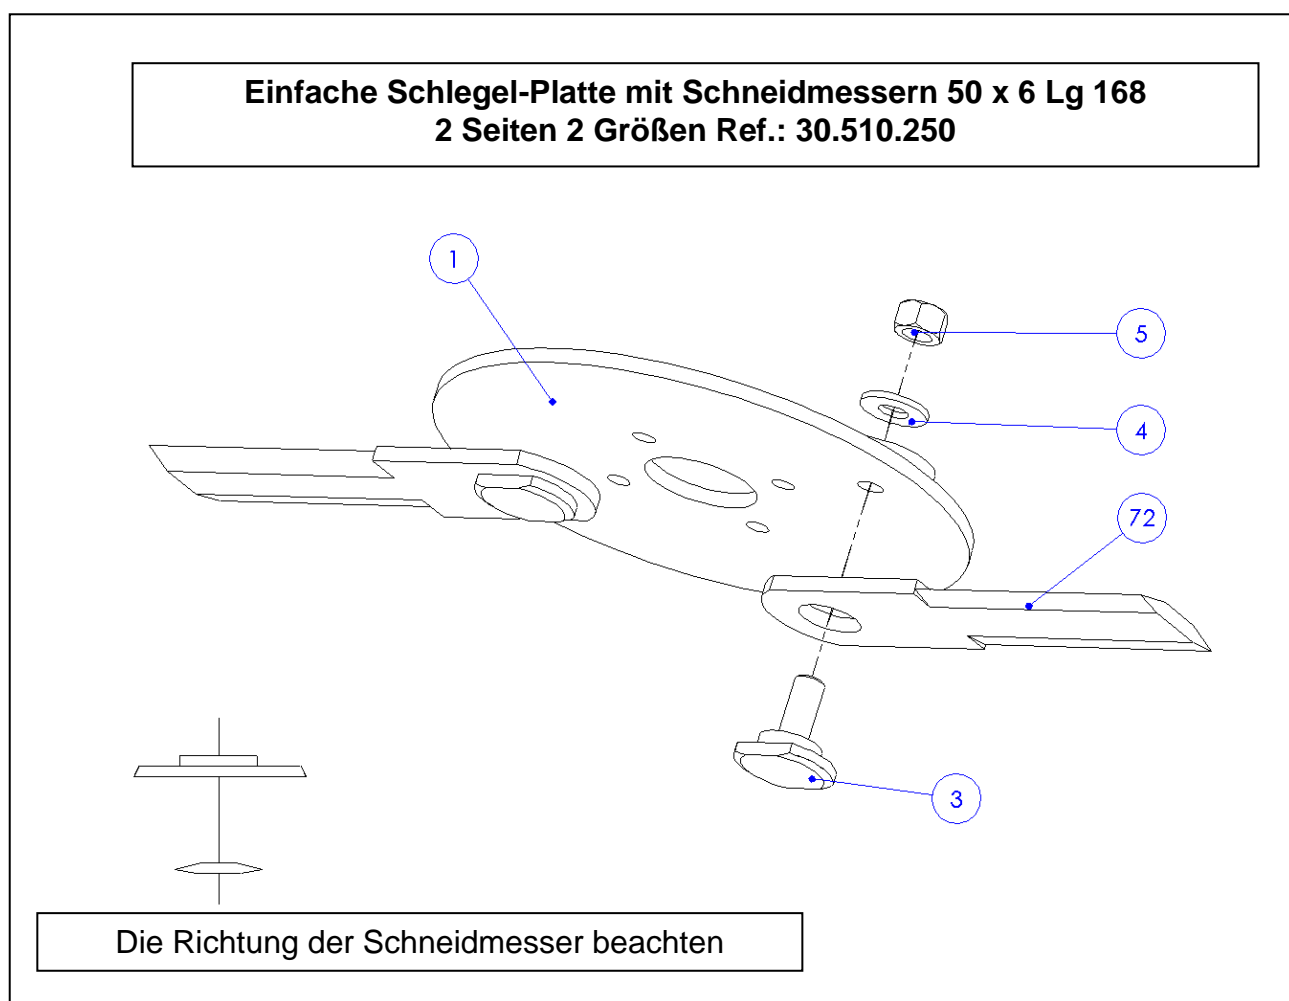 Einfache Schlegel-Platte mit Schneidmessern 50 x 6 Lg 168
2 Seiten 2 Größen Ref.: 30.510.250
1
5
4
72
3
Die Richtung der Schneidmesser beachten